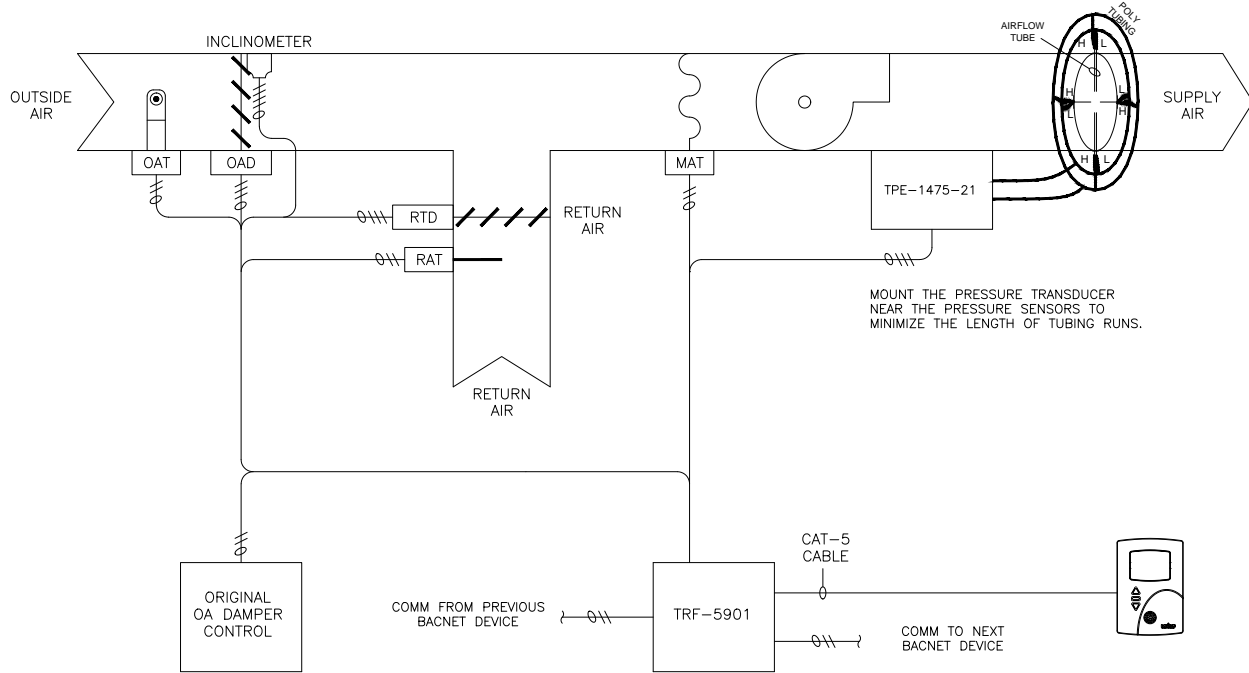 INCLINOMETER
AIRFLOW
TUBE
POLY
TUBING
H
L
OUTSIDE
AIR
H
L
L
H
SUPPLY
AIR
OAT
OAD
MAT
H
L
TPE-1475-21
RTD
RETURN
AIR
RAT
MOUNT THE PRESSURE TRANSDUCER
NEAR THE PRESSURE SENSORS TO
MINIMIZE THE LENGTH OF TUBING RUNS.
RETURN
AIR
CAT-5
CABLE
ORIGINAL
OA DAMPER
CONTROL
COMM FROM PREVIOUS
BACNET DEVICE
TRF-5901
COMM TO NEXT
BACNET DEVICE